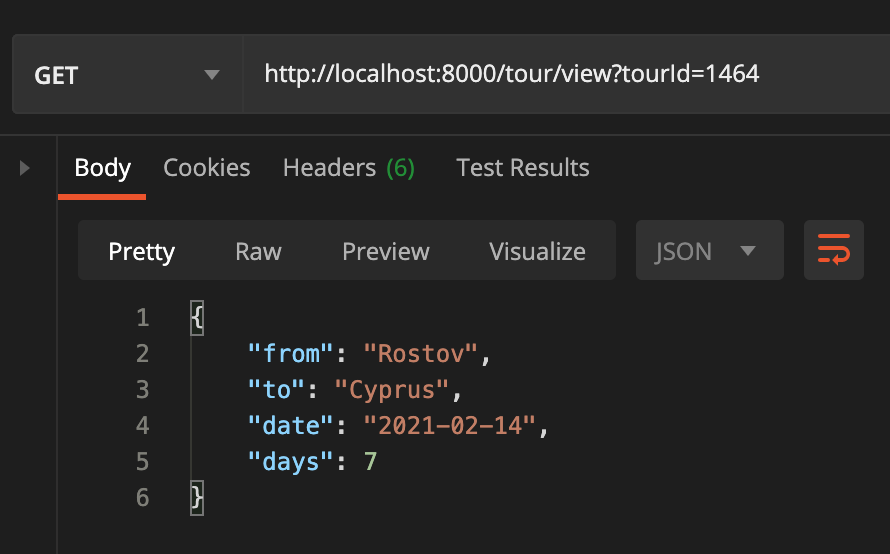 GET http://localhost:8000/tour/view?tourId=1464
Body Cookies Headers (6) Test Results
Pretty Raw Preview Visualize JSON
1 {
2 "from": "Rostov",
3 "to": "Cyprus",
4 "date": "2021-02-14",
5 "days": 7
6 }